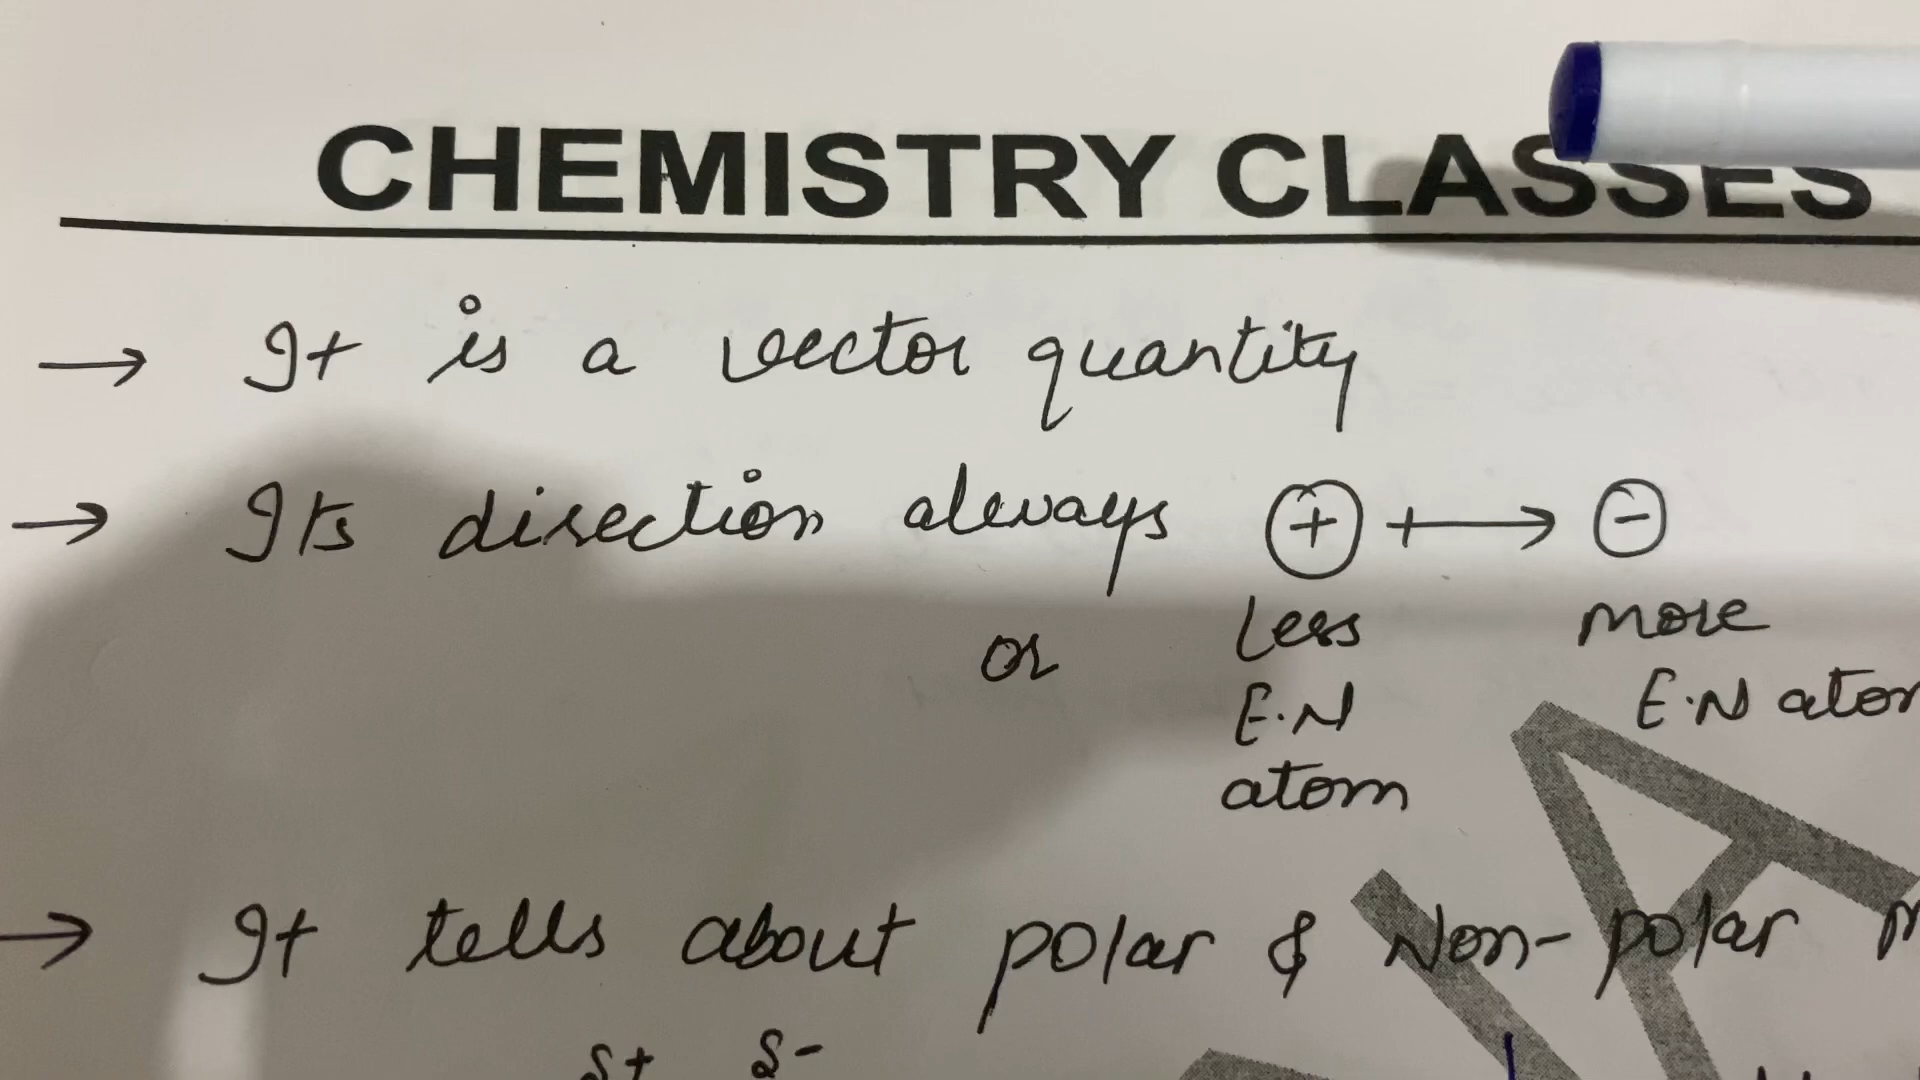 CHEMISTRY CLASSES
→ It is a vector quantity
→ Its direction always ⊕ +→ ⊖
or Less more
E.N E.N atom
atom
→ It tells about polar & Non-polar
δ+ δ-